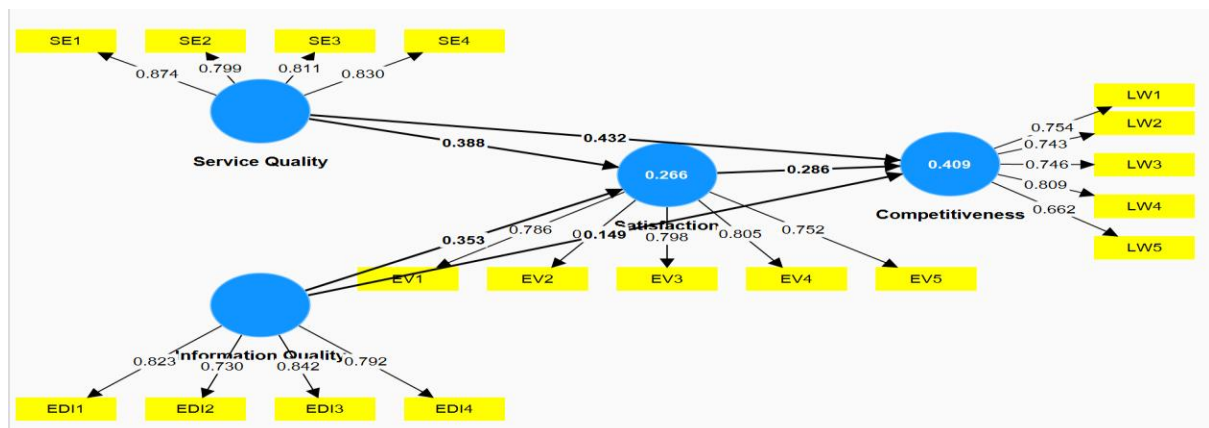 SE1 SE2 SE3 SE4
0.874 0.799 0.811 0.830
Service Quality
0.388
0.432
LW1
LW2
LW3
LW4
LW5
0.754
0.743
0.746
0.809
0.662
0.409
Competitiveness
0.266
0.286
Satisfaction
0.353
0.149
0.786 0.798 0.805 0.752
EV1 EV2 EV3 EV4 EV5
Information Quality
0.823 0.730 0.842 0.792
EDI1 EDI2 EDI3 EDI4